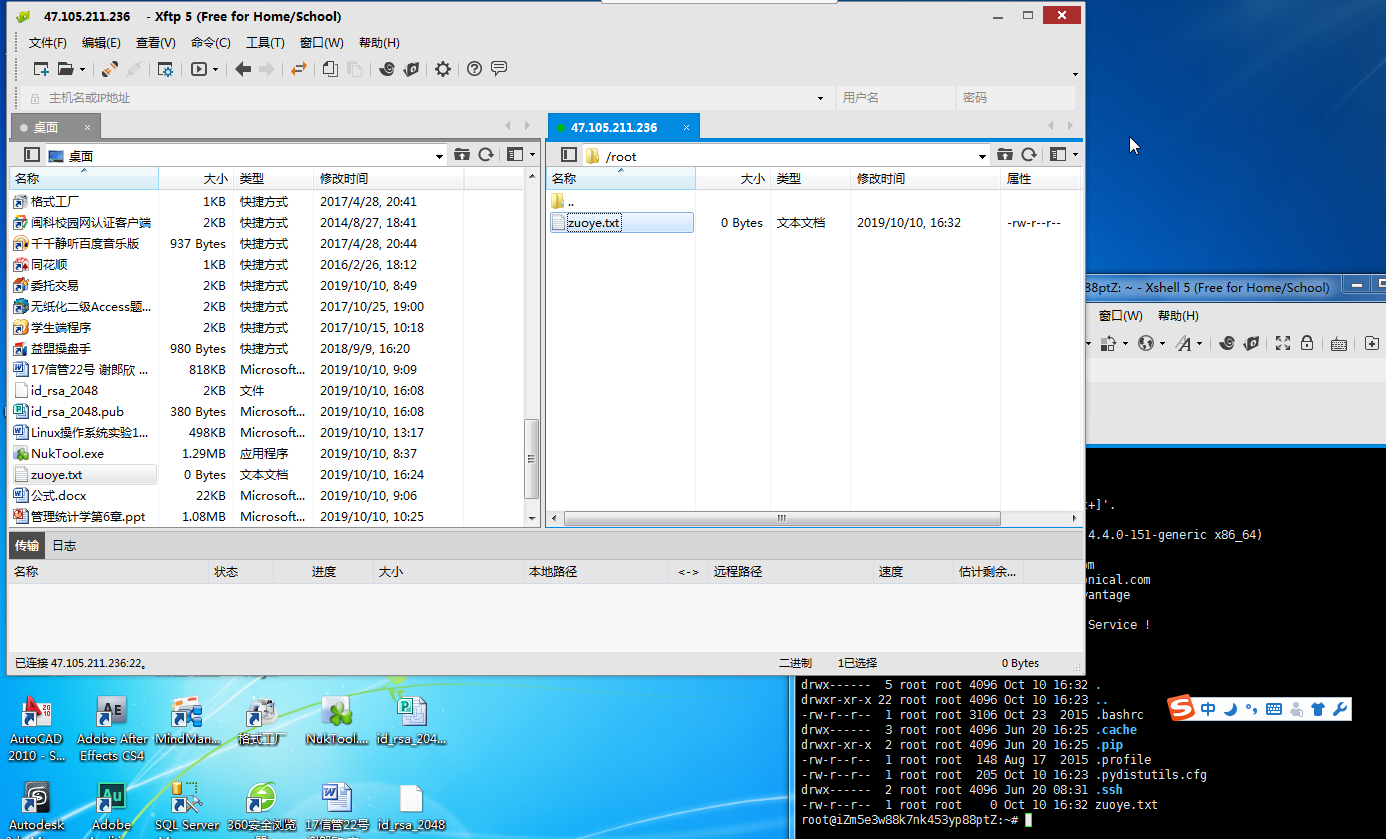 47.105.211.236 - Xftp 5 (Free for Home/School)
文件(F) 编辑(E) 查看(V) 命令(C) 工具(T) 窗口(W) 帮助(H)
主机名或IP地址 用户名 密码
桌面 × 47.105.211.236 ×
桌面 /root
名称 大小 类型 修改时间
格式工厂 1KB 快捷方式 2017/4/28, 20:41
闽科校园网认证客户端 2KB 快捷方式 2014/8/27, 18:41
千千静听百度音乐版 937 Bytes 快捷方式 2017/4/28, 20:44
同花顺 1KB 快捷方式 2016/2/26, 18:12
委托交易 2KB 快捷方式 2019/10/10, 8:49
无纸化二级Access题... 2KB 快捷方式 2017/10/25, 19:00
学生端程序 2KB 快捷方式 2017/10/15, 10:18
益盟操盘手 980 Bytes 快捷方式 2018/9/9, 16:20
17信管22号 谢郎欣 ... 818KB Microsoft... 2019/10/10, 9:09
id_rsa_2048 2KB 文件 2019/10/10, 16:08
id_rsa_2048.pub 380 Bytes Microsoft... 2019/10/10, 16:08
Linux操作系统实验1... 498KB Microsoft... 2019/10/10, 13:17
NukTool.exe 1.29MB 应用程序 2019/10/10, 8:37
zuoye.txt 0 Bytes 文本文档 2019/10/10, 16:24
公式.docx 22KB Microsoft... 2019/10/10, 9:06
管理统计学第6章.ppt 1.08MB Microsoft... 2019/10/10, 10:25
名称 大小 类型 修改时间 属性
..
zuoye.txt 0 Bytes 文本文档 2019/10/10, 16:32 -rw-r--r--
传输 日志
名称 状态 进度 大小 本地路径 <-> 远程路径 速度 估计剩余...
已连接 47.105.211.236:22。 二进制 1已选择 0 Bytes
88ptZ: ~ - Xshell 5 (Free for Home/School)
窗口(W) 帮助(H)
+]'.
4.4.0-151-generic x86_64)
om
onical.com
vantage
Service !
drwx------ 5 root root 4096 Oct 10 16:32 .
drwxr-xr-x 22 root root 4096 Oct 10 16:23 ..
-rw-r--r-- 1 root root 3106 Oct 23 2015 .bashrc
drwx------ 3 root root 4096 Jun 20 16:25 .cache
drwxr-xr-x 2 root root 4096 Jun 20 16:25 .pip
-rw-r--r-- 1 root root 148 Aug 17 2015 .profile
-rw-r--r-- 1 root root 205 Oct 10 16:23 .pydistutils.cfg
drwx------ 2 root root 4096 Jun 20 08:31 .ssh
-rw-r--r-- 1 root root 0 Oct 10 16:32 zuoye.txt
root@iZm5e3w88k7nk453yp88ptZ:~#
S 中
AutoCAD
2010 - S...
Adobe After
Effects CS4
MindMan...
格式工厂
NukTool....
id_rsa_204...
Autodesk
Adobe
SQL Server
360安全浏览
17信管22号
id_rsa_2048